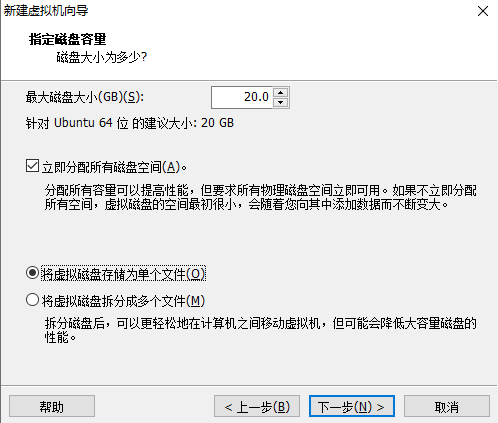 新建虚拟机向导
指定磁盘容量
磁盘大小为多少?
最大磁盘大小(GB)(S): 20.0
针对 Ubuntu 64 位 的建议大小: 20 GB
立即分配所有磁盘空间(A)。
分配所有容量可以提高性能，但要求所有物理磁盘空间立即可用。如果不立即分配
所有空间，虚拟磁盘的空间最初很小，会随着您向其中添加数据而不断变大。
将虚拟磁盘存储为单个文件(O)
将虚拟磁盘拆分成多个文件(M)
拆分磁盘后，可以更轻松地在计算机之间移动虚拟机，但可能会降低大容量磁盘的
性能。
帮助 < 上一步(B) 下一步(N) > 取消